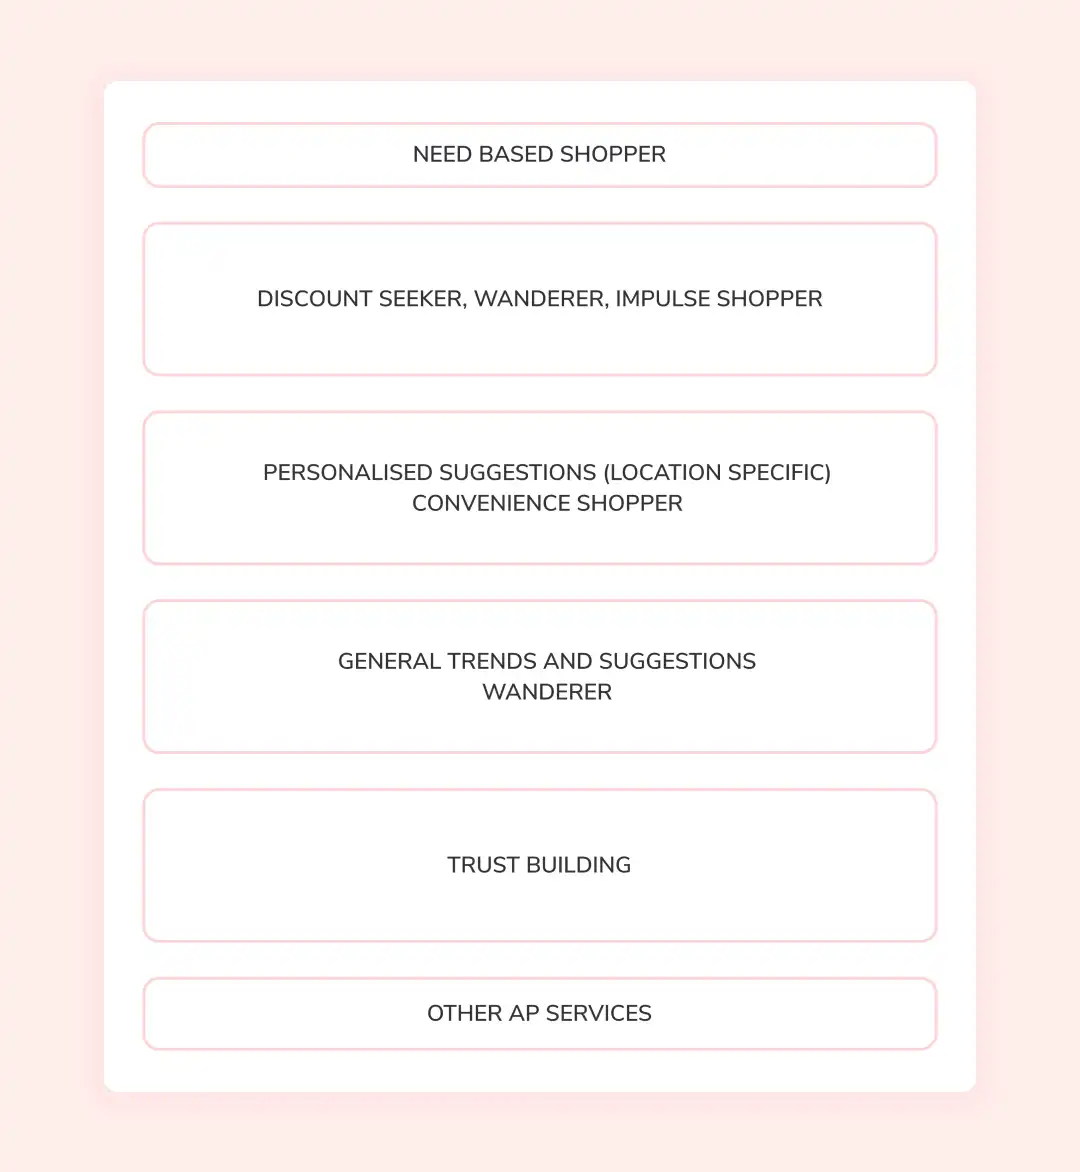 NEED BASED SHOPPER
DISCOUNT SEEKER, WANDERER, IMPULSE SHOPPER
PERSONALISED SUGGESTIONS (LOCATION SPECIFIC)
CONVENIENCE SHOPPER
GENERAL TRENDS AND SUGGESTIONS
WANDERER
TRUST BUILDING
OTHER AP SERVICES